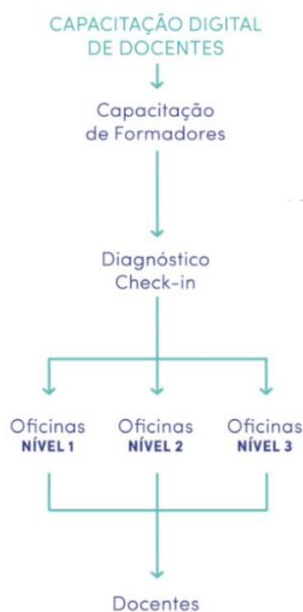 CAPACITAÇÃO DIGITAL
DE DOCENTES
Capacitação
de Formadores
Diagnóstico
Check-in
Oficinas
NÍVEL 1
Oficinas
NÍVEL 2
Oficinas
NÍVEL 3
Docentes